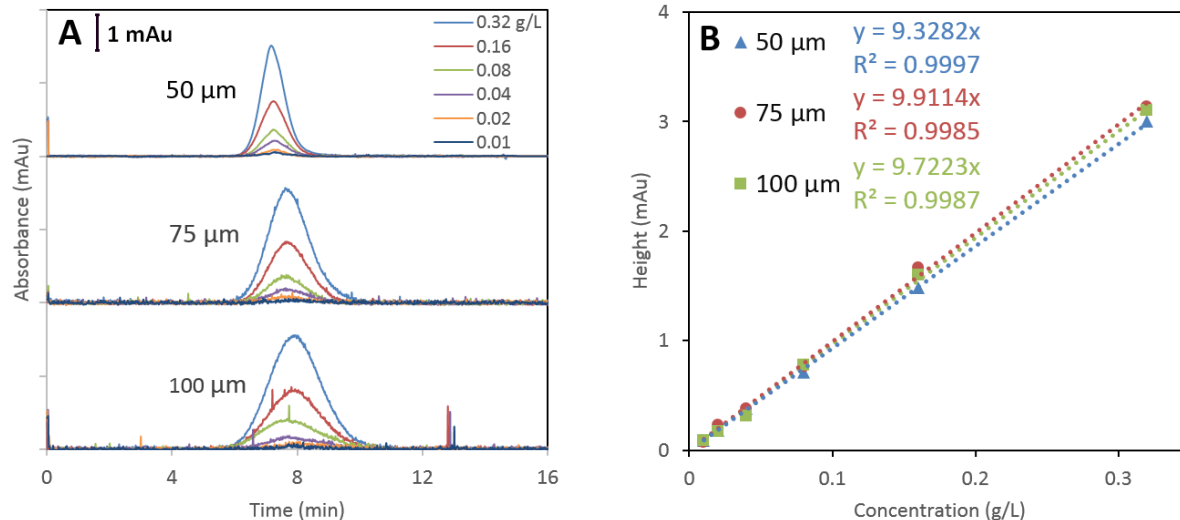 A
1 mAu
0.32 g/L
0.16
0.08
0.04
0.02
0.01
50 µm
75 µm
100 µm
Absorbance (mAu)
0
4
8
12
16
Time (min)
B
50 µm
y = 9.3282x
R² = 0.9997
75 µm
y = 9.9114x
R² = 0.9985
100 µm
y = 9.7223x
R² = 0.9987
4
3
2
1
0
Height (mAu)
0
0.1
0.2
0.3
Concentration (g/L)